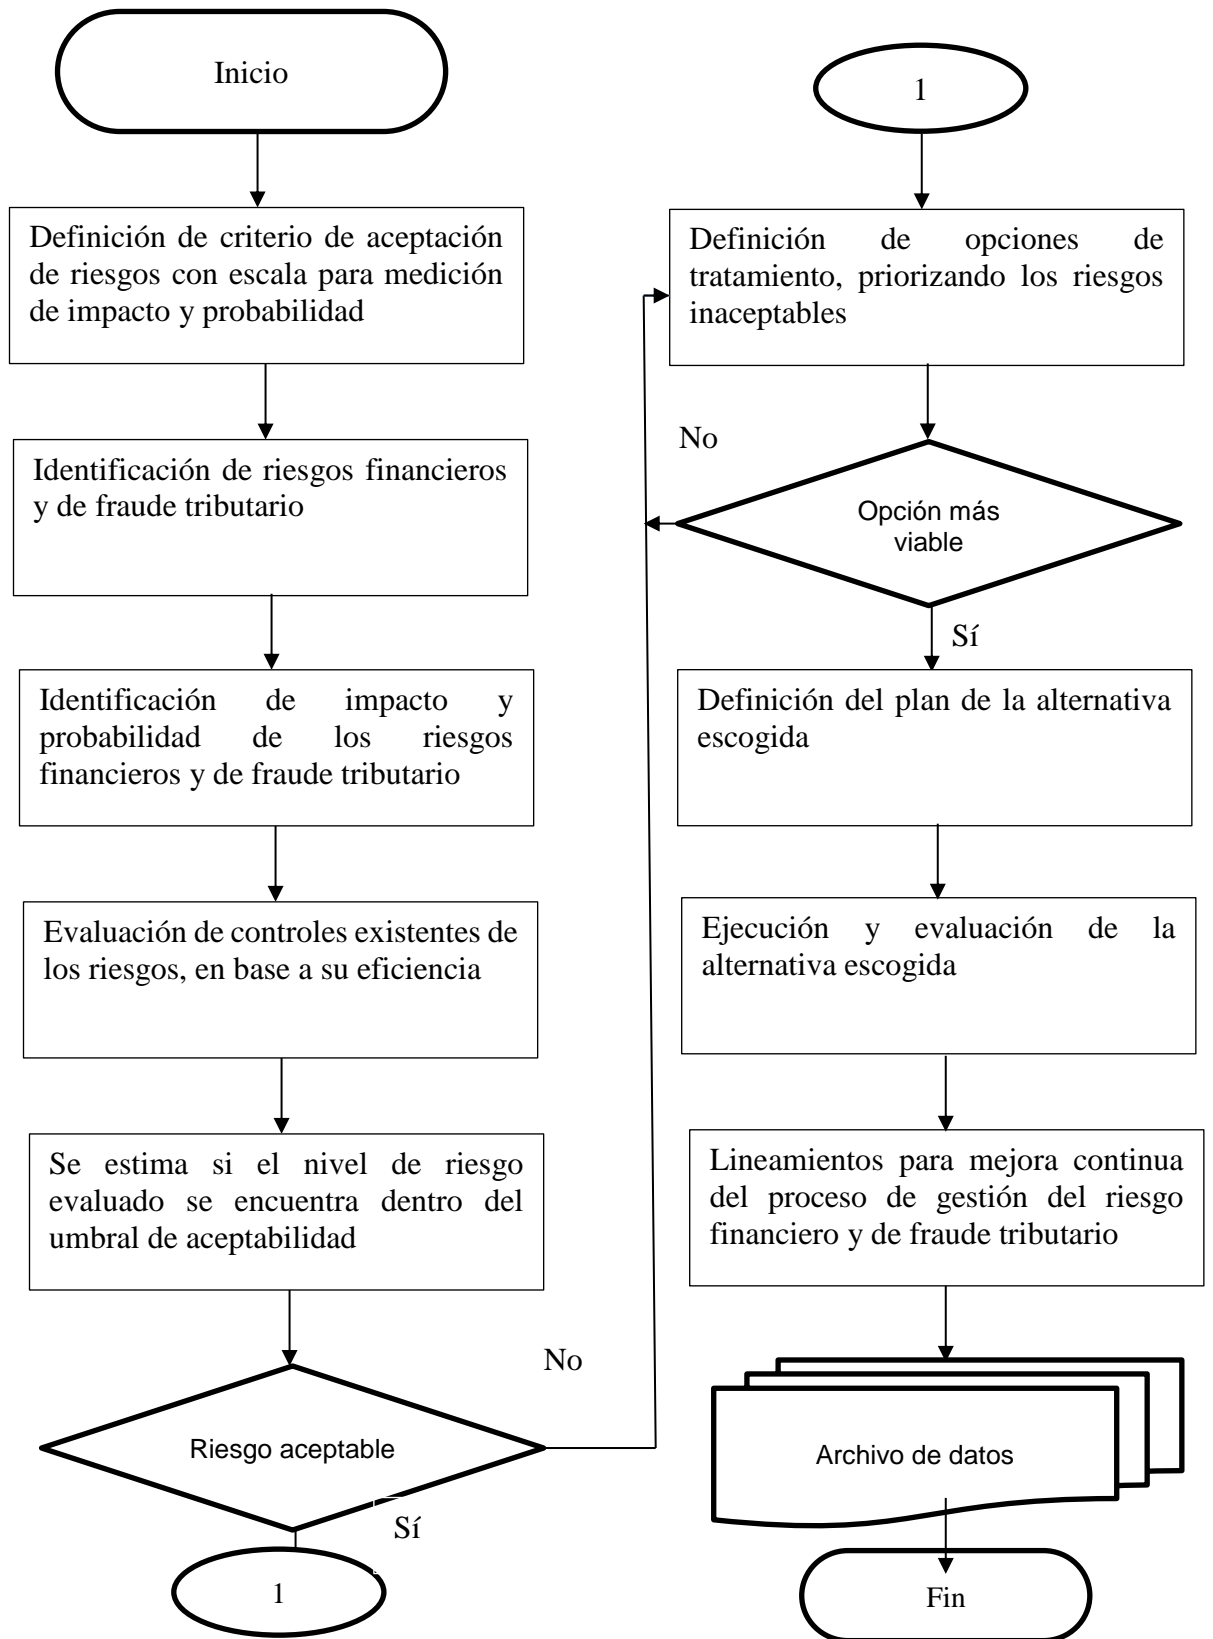 Inicio
Definición de criterio de aceptación
de riesgos con escala para medición
de impacto y probabilidad
Identificación de riesgos financieros
y de fraude tributario
Identificación de impacto y
probabilidad de los riesgos
financieros y de fraude tributario
Evaluación de controles existentes de
los riesgos, en base a su eficiencia
Se estima si el nivel de riesgo
evaluado se encuentra dentro del
umbral de aceptabilidad
No
Riesgo aceptable
Sí
1
1
Definición de opciones de
tratamiento, priorizando los riesgos
inaceptables
No
Opción más
viable
Sí
Definición del plan de la alternativa
escogida
Ejecución y evaluación de la
alternativa escogida
Lineamientos para mejora continua
del proceso de gestión del riesgo
financiero y de fraude tributario
Archivo de datos
Fin